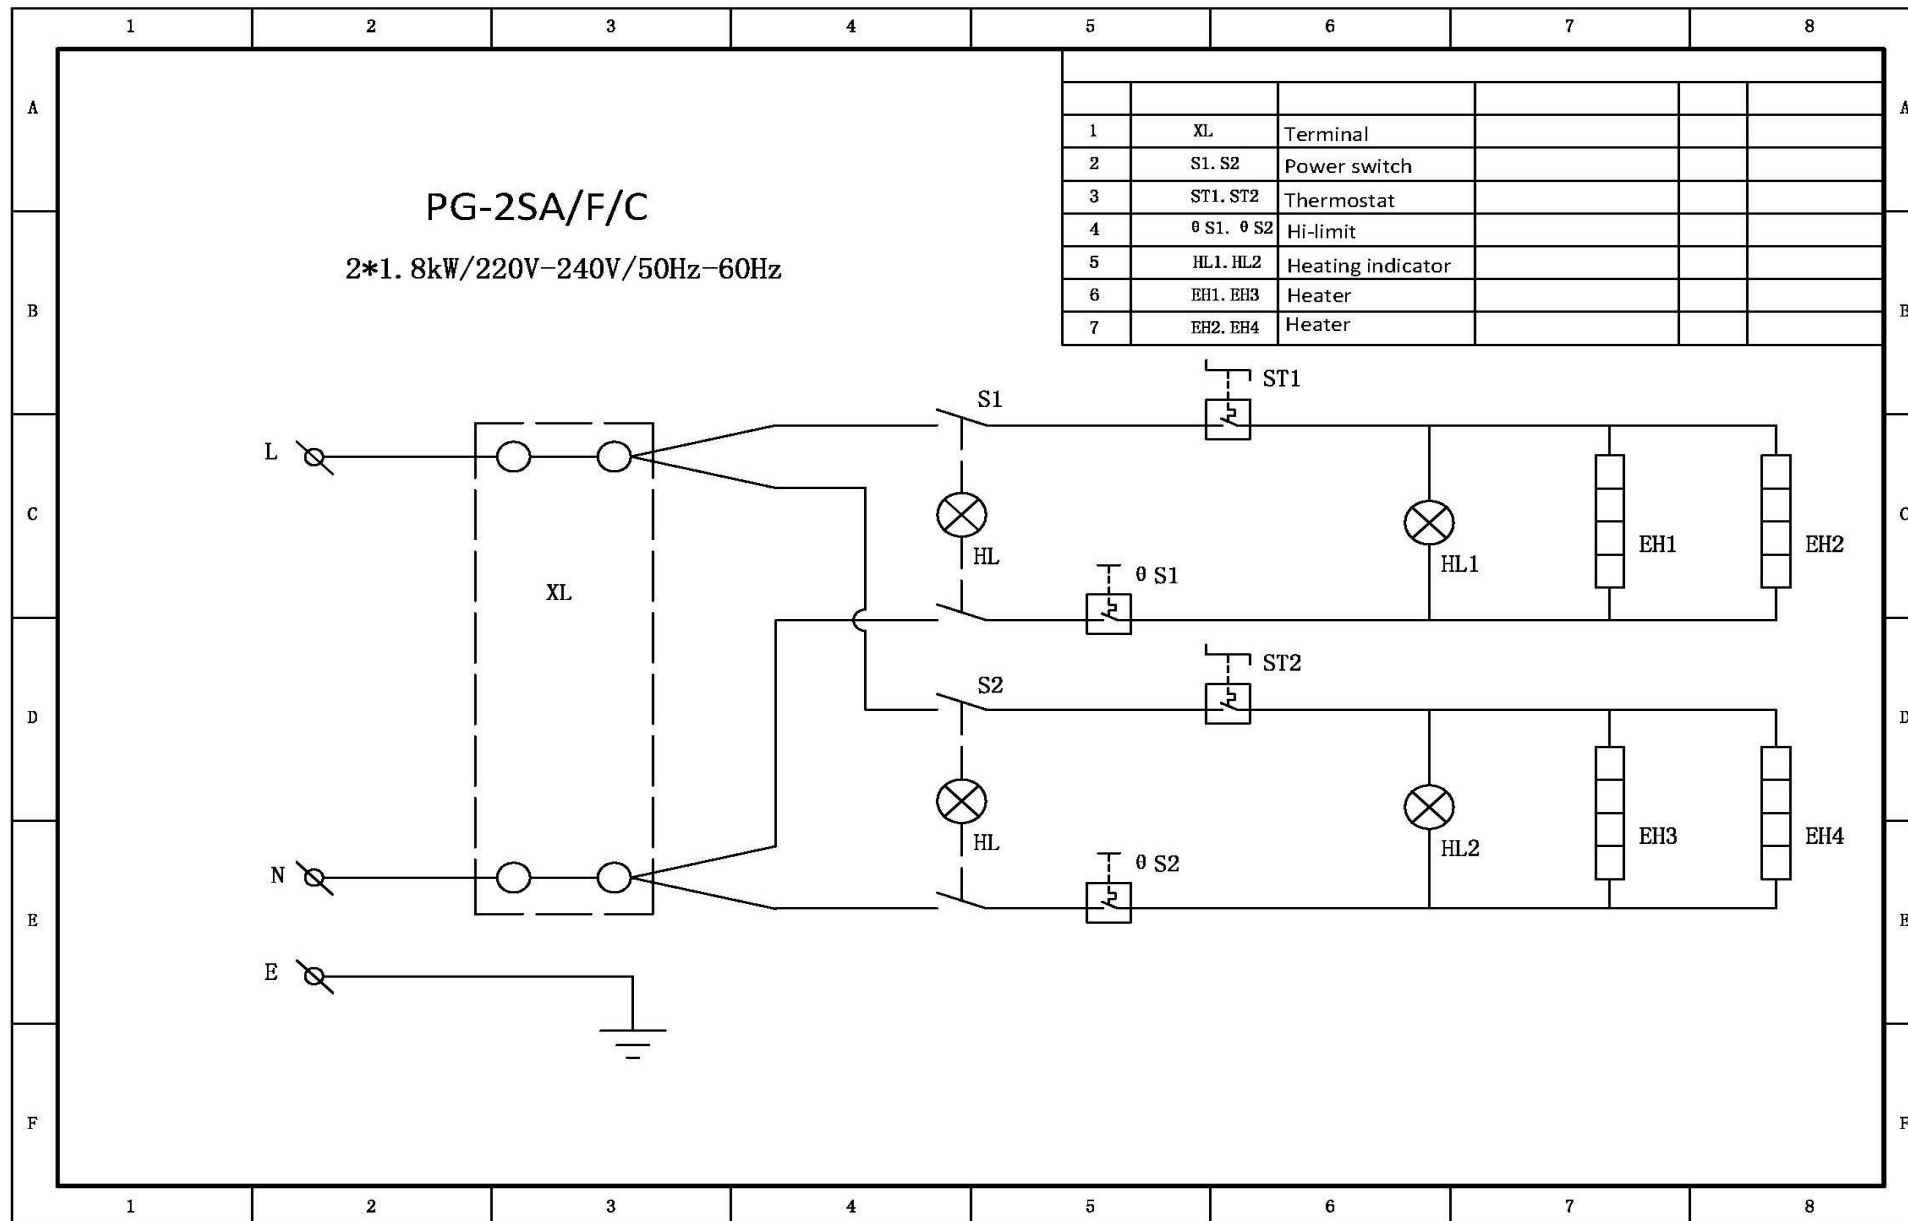 1 2 3 4 5 6 7 8
A A
1 XL Terminal
2 S1. S2 Power switch
3 ST1. ST2 Thermostat
4 θ S1. θ S2 Hi-limit
5 HL1. HL2 Heating indicator
6 EH1. EH3 Heater
7 EH2. EH4 Heater
PG-2SA/F/C
2*1.8kW/220V-240V/50Hz-60Hz
B B
ST1
S1
L
C C
HL
HL1
EH1
EH2
θ S1
XL
ST2
S2
D D
HL
HL2
EH3
EH4
θ S2
N
E E
E
F F
1 2 3 4 5 6 7 8